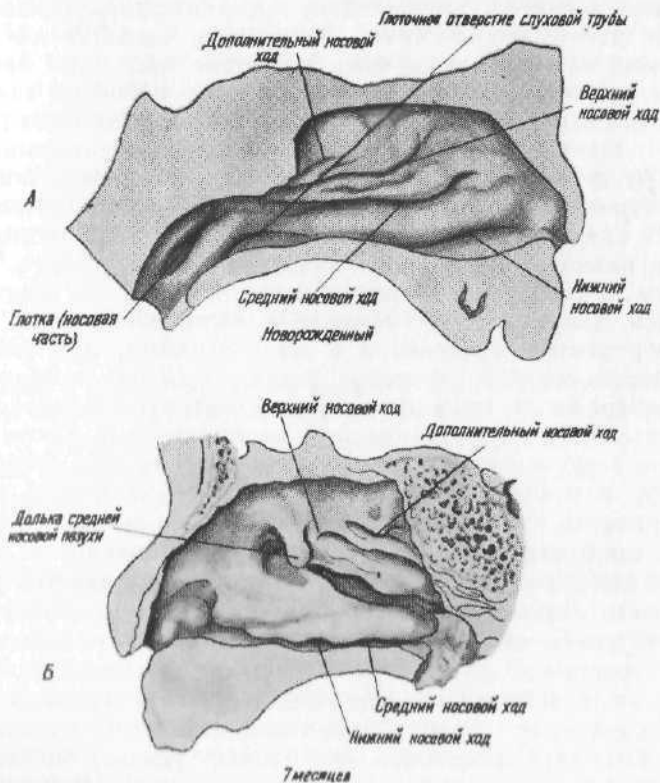 Глоточное отверстие слуховой трубы
Дополнительный носовой
ход
Верхний
носовой ход
А
Средний носовой ход
Нижний
носовой ход
Глотка (носовая
часть)
Новорожденный
Верхний носовой ход
Дополнительный носовой ход
Долька средней
носовой пазухи
Б
Средний носовой ход
Нижний носовой ход
7 месяцев